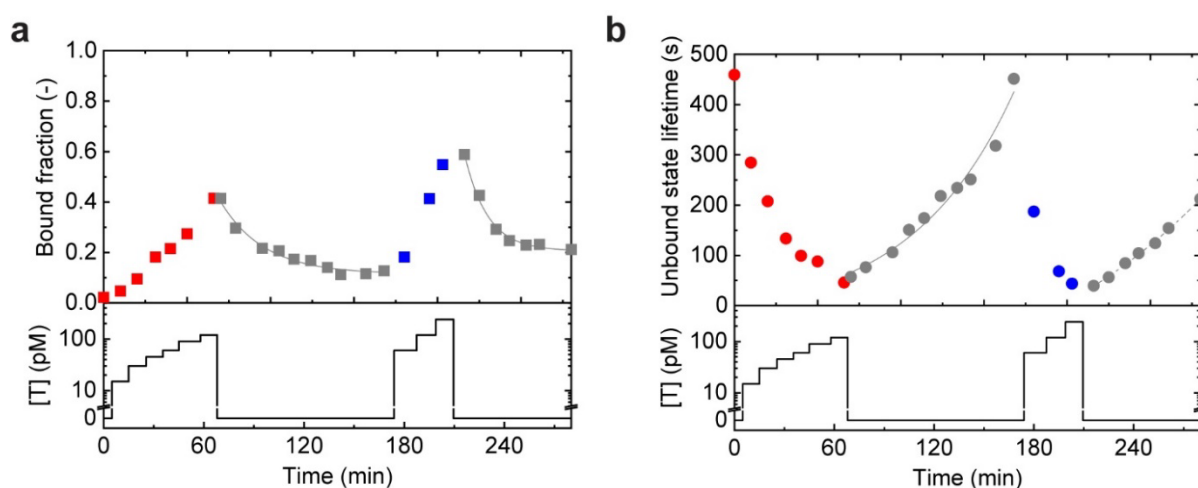 a
Bound fraction (-)
1.0
0.8
0.6
0.4
0.2
0.0
[T] (pM)
100
10
0
0 60 120 180 240
Time (min)
b
Unbound state lifetime (s)
500
400
300
200
100
0
[T] (pM)
100
10
0
0 60 120 180 240
Time (min)